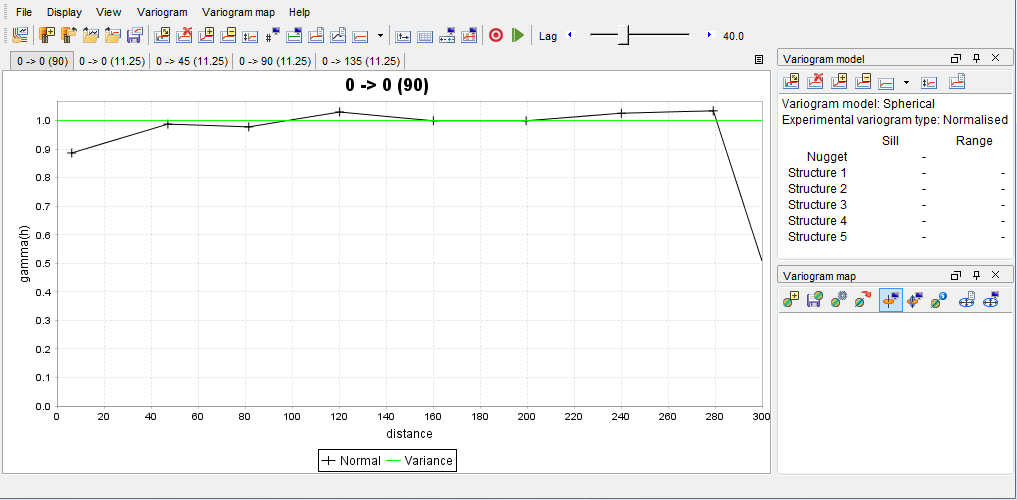 File Display View Variogram Variogram map Help
Lag 40.0
0 -> 0 (90) 0 -> 0 (11.25) 0 -> 45 (11.25) 0 -> 90 (11.25) 0 -> 135 (11.25)
0 -> 0 (90)
1.0
0.9
0.8
0.7
0.6
0.5
0.4
0.3
0.2
0.1
0.0
gamma(h)
0 20 40 60 80 100 120 140 160 180 200 220 240 260 280 300
distance
Normal Variance
Variogram model
Variogram model: Spherical
Experimental variogram type: Normalised
Sill Range
Nugget -
Structure 1 - -
Structure 2 - -
Structure 3 - -
Structure 4 - -
Structure 5 - -
Variogram map